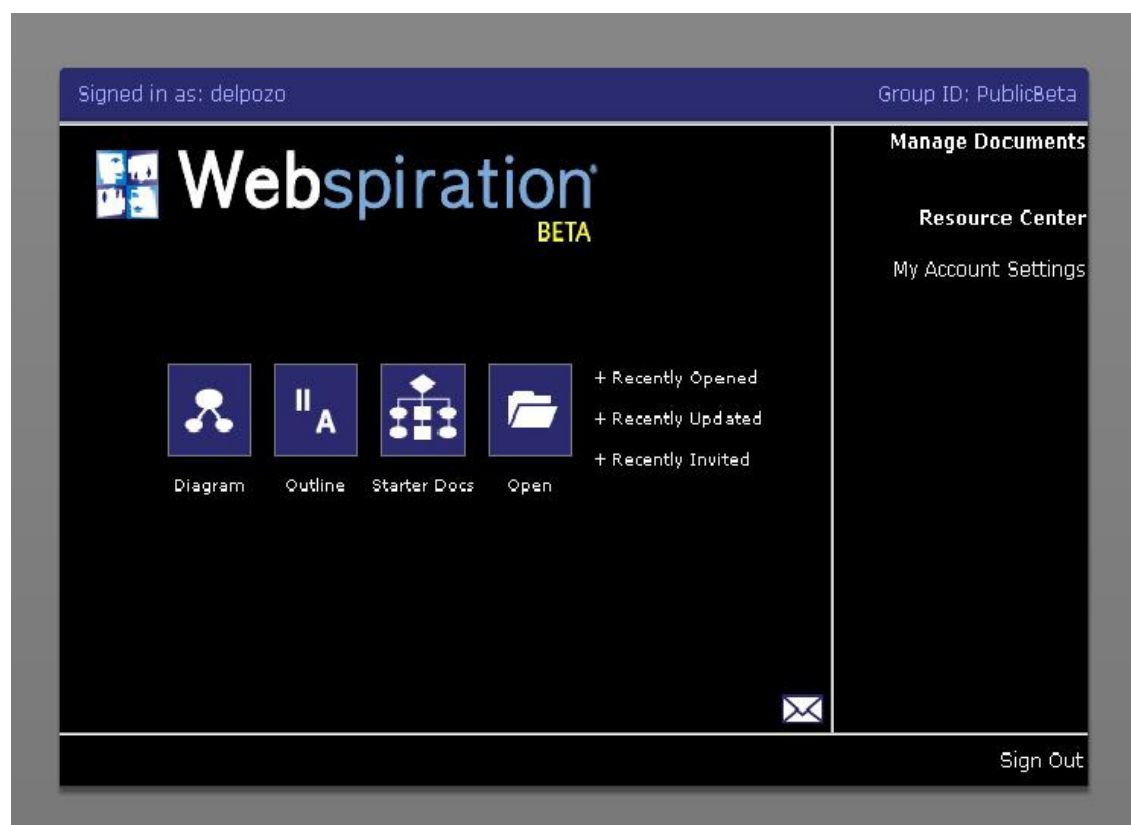 Signed in as: delpozo
Group ID: PublicBeta
Webspiration®
BETA
Manage Documents
Resource Center
My Account Settings
II A
Diagram
Outline
Starter Docs
Open
+ Recently Opened
+ Recently Updated
+ Recently Invited
Sign Out